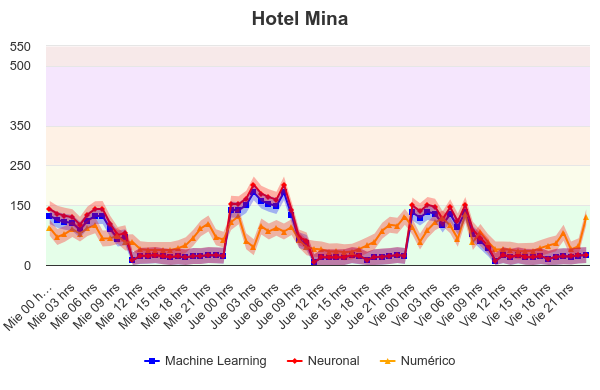 Hotel Mina
550
500
350
250
150
0
Mie 00 h...
Mie 03 hrs
Mie 06 hrs
Mie 09 hrs
Mie 12 hrs
Mie 15 hrs
Mie 18 hrs
Mie 21 hrs
Jue 00 hrs
Jue 03 hrs
Jue 06 hrs
Jue 09 hrs
Jue 12 hrs
Jue 15 hrs
Jue 18 hrs
Jue 21 hrs
Vie 00 hrs
Vie 03 hrs
Vie 06 hrs
Vie 09 hrs
Vie 12 hrs
Vie 15 hrs
Vie 18 hrs
Vie 21 hrs
Machine Learning Neuronal Numérico